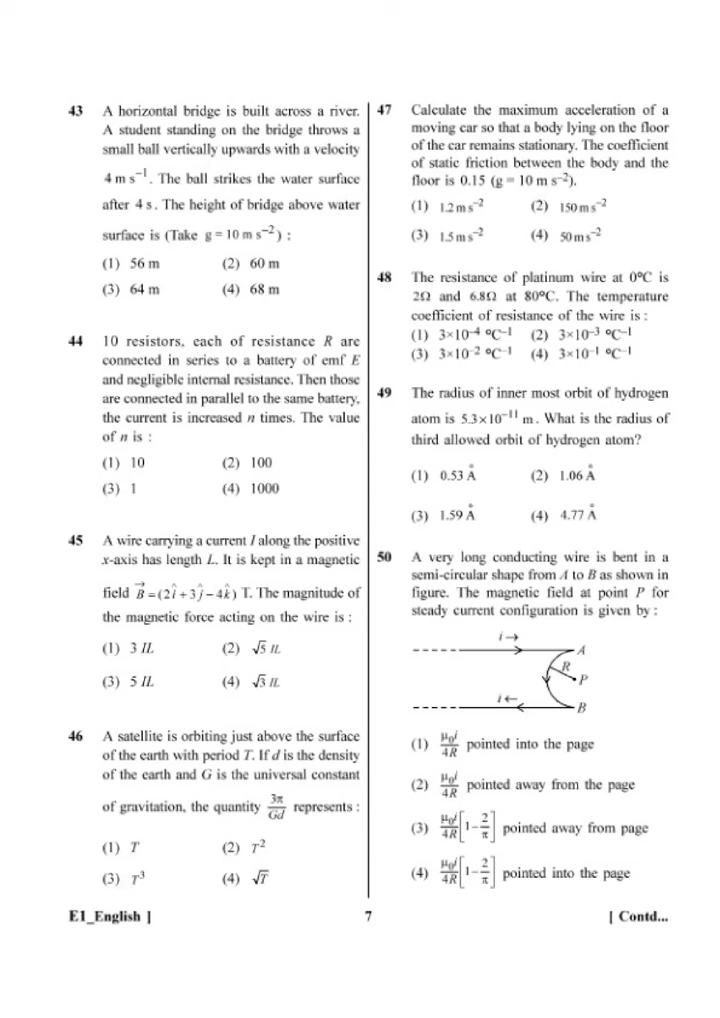 43 A horizontal bridge is built across a river.
A student standing on the bridge throws a
small ball vertically upwards with a velocity
4 m s⁻¹. The ball strikes the water surface
after 4 s. The height of bridge above water
surface is (Take g = 10 m s⁻²) :
(1) 56 m (2) 60 m
(3) 64 m (4) 68 m
44 10 resistors, each of resistance R are
connected in series to a battery of emf E
and negligible internal resistance. Then those
are connected in parallel to the same battery,
the current is increased n times. The value
of n is :
(1) 10 (2) 100
(3) 1 (4) 1000
45 A wire carrying a current I along the positive
x-axis has length L. It is kept in a magnetic
field B⃗ = (2î + 3ĵ – 4k̂) T. The magnitude of
the magnetic force acting on the wire is :
(1) 3 IL (2) √5 IL
(3) 5 IL (4) √3 IL
46 A satellite is orbiting just above the surface
of the earth with period T. If d is the density
of the earth and G is the universal constant
of gravitation, the quantity 3π/Gd represents :
(1) T (2) T²
(3) T³ (4) √T
47 Calculate the maximum acceleration of a
moving car so that a body lying on the floor
of the car remains stationary. The coefficient
of static friction between the body and the
floor is 0.15 (g = 10 m s⁻²).
(1) 1.2 m s⁻² (2) 150 m s⁻²
(3) 1.5 m s⁻² (4) 50 m s⁻²
48 The resistance of platinum wire at 0°C is
2Ω and 6.8Ω at 80°C. The temperature
coefficient of resistance of the wire is :
(1) 3×10⁻⁴ °C⁻¹ (2) 3×10⁻³ °C⁻¹
(3) 3×10⁻² °C⁻¹ (4) 3×10⁻¹ °C⁻¹
49 The radius of inner most orbit of hydrogen
atom is 5.3×10⁻¹¹ m. What is the radius of
third allowed orbit of hydrogen atom?
(1) 0.53 Å (2) 1.06 Å
(3) 1.59 Å (4) 4.77 Å
50 A very long conducting wire is bent in a
semi-circular shape from A to B as shown in
figure. The magnetic field at point P for
steady current configuration is given by :
i →
A
R
P
i ←
B
(1) μ₀i/4R pointed into the page
(2) μ₀i/4R pointed away from the page
(3) μ₀i/4R [1 – 2/π] pointed away from page
(4) μ₀i/4R [1 – 2/π] pointed into the page
E1_English ] 7 [ Contd...